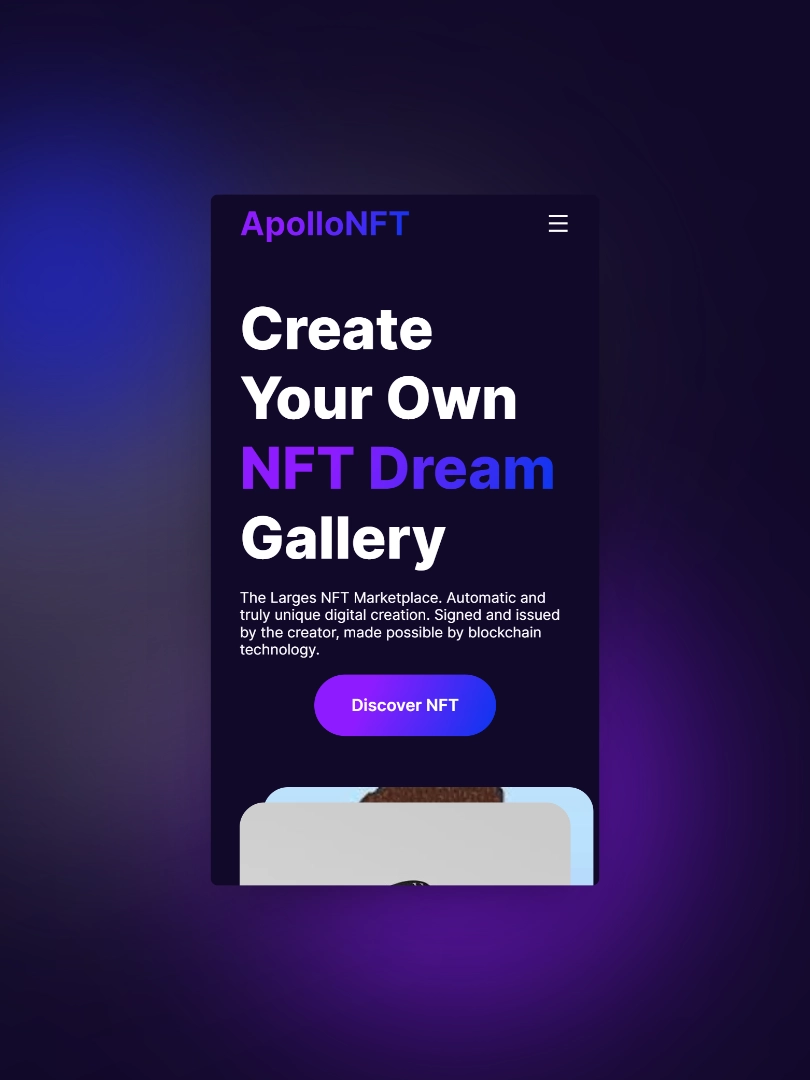 ApolloNFT
Create
Your Own
NFT Dream
Gallery
The Larges NFT Marketplace. Automatic and
truly unique digital creation. Signed and issued
by the creator, made possible by blockchain
technology.
Discover NFT